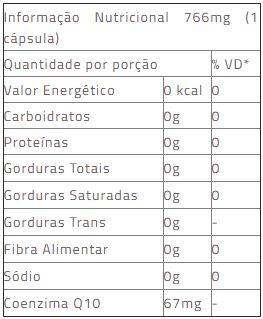 Informação Nutricional 766mg (1
cápsula)
Quantidade por porção % VD*
Valor Energético 0 kcal 0
Carboidratos 0g 0
Proteínas 0g 0
Gorduras Totais 0g 0
Gorduras Saturadas 0g 0
Gorduras Trans 0g -
Fibra Alimentar 0g 0
Sódio 0g 0
Coenzima Q10 67mg -